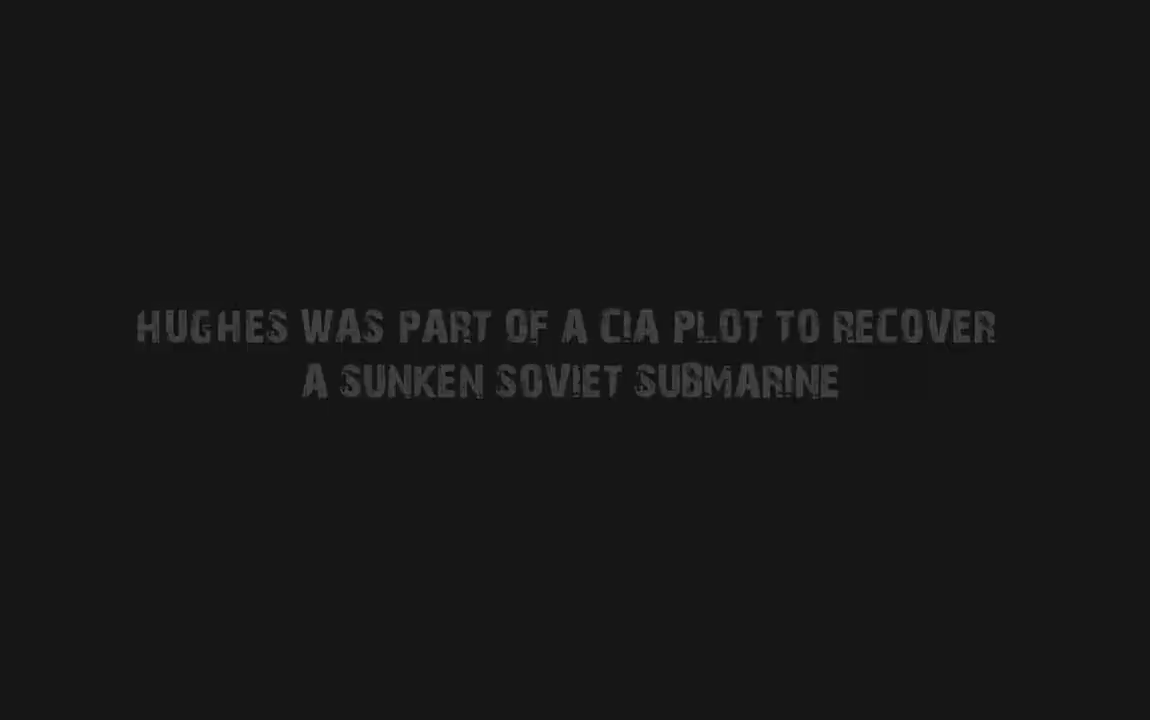 HUGHES WAS PART OF A CIA PLOT TO RECOVER
A SUNKEN SOVIET SUBMARINE